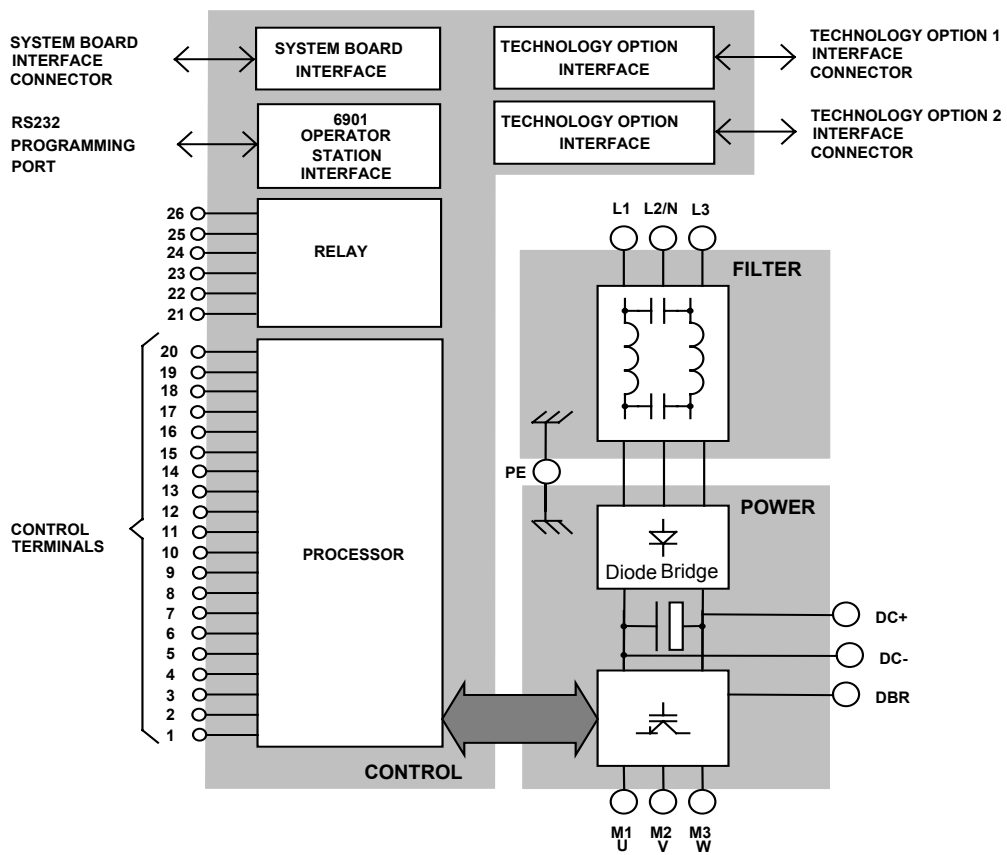 SYSTEM BOARD
INTERFACE
CONNECTOR
SYSTEM BOARD
INTERFACE
TECHNOLOGY OPTION
INTERFACE
TECHNOLOGY OPTION 1
INTERFACE
CONNECTOR
RS232
PROGRAMMING
PORT
6901
OPERATOR
STATION
INTERFACE
TECHNOLOGY OPTION
INTERFACE
TECHNOLOGY OPTION 2
INTERFACE
CONNECTOR
26
25
24
23
22
21
RELAY
20
19
18
17
16
15
14
13
12
11
10
9
8
7
6
5
4
3
2
1
CONTROL
TERMINALS
PROCESSOR
CONTROL
L1 L2/N L3
FILTER
PE
POWER
Diode Bridge
DC+
DC-
DBR
M1 M2 M3
U V W